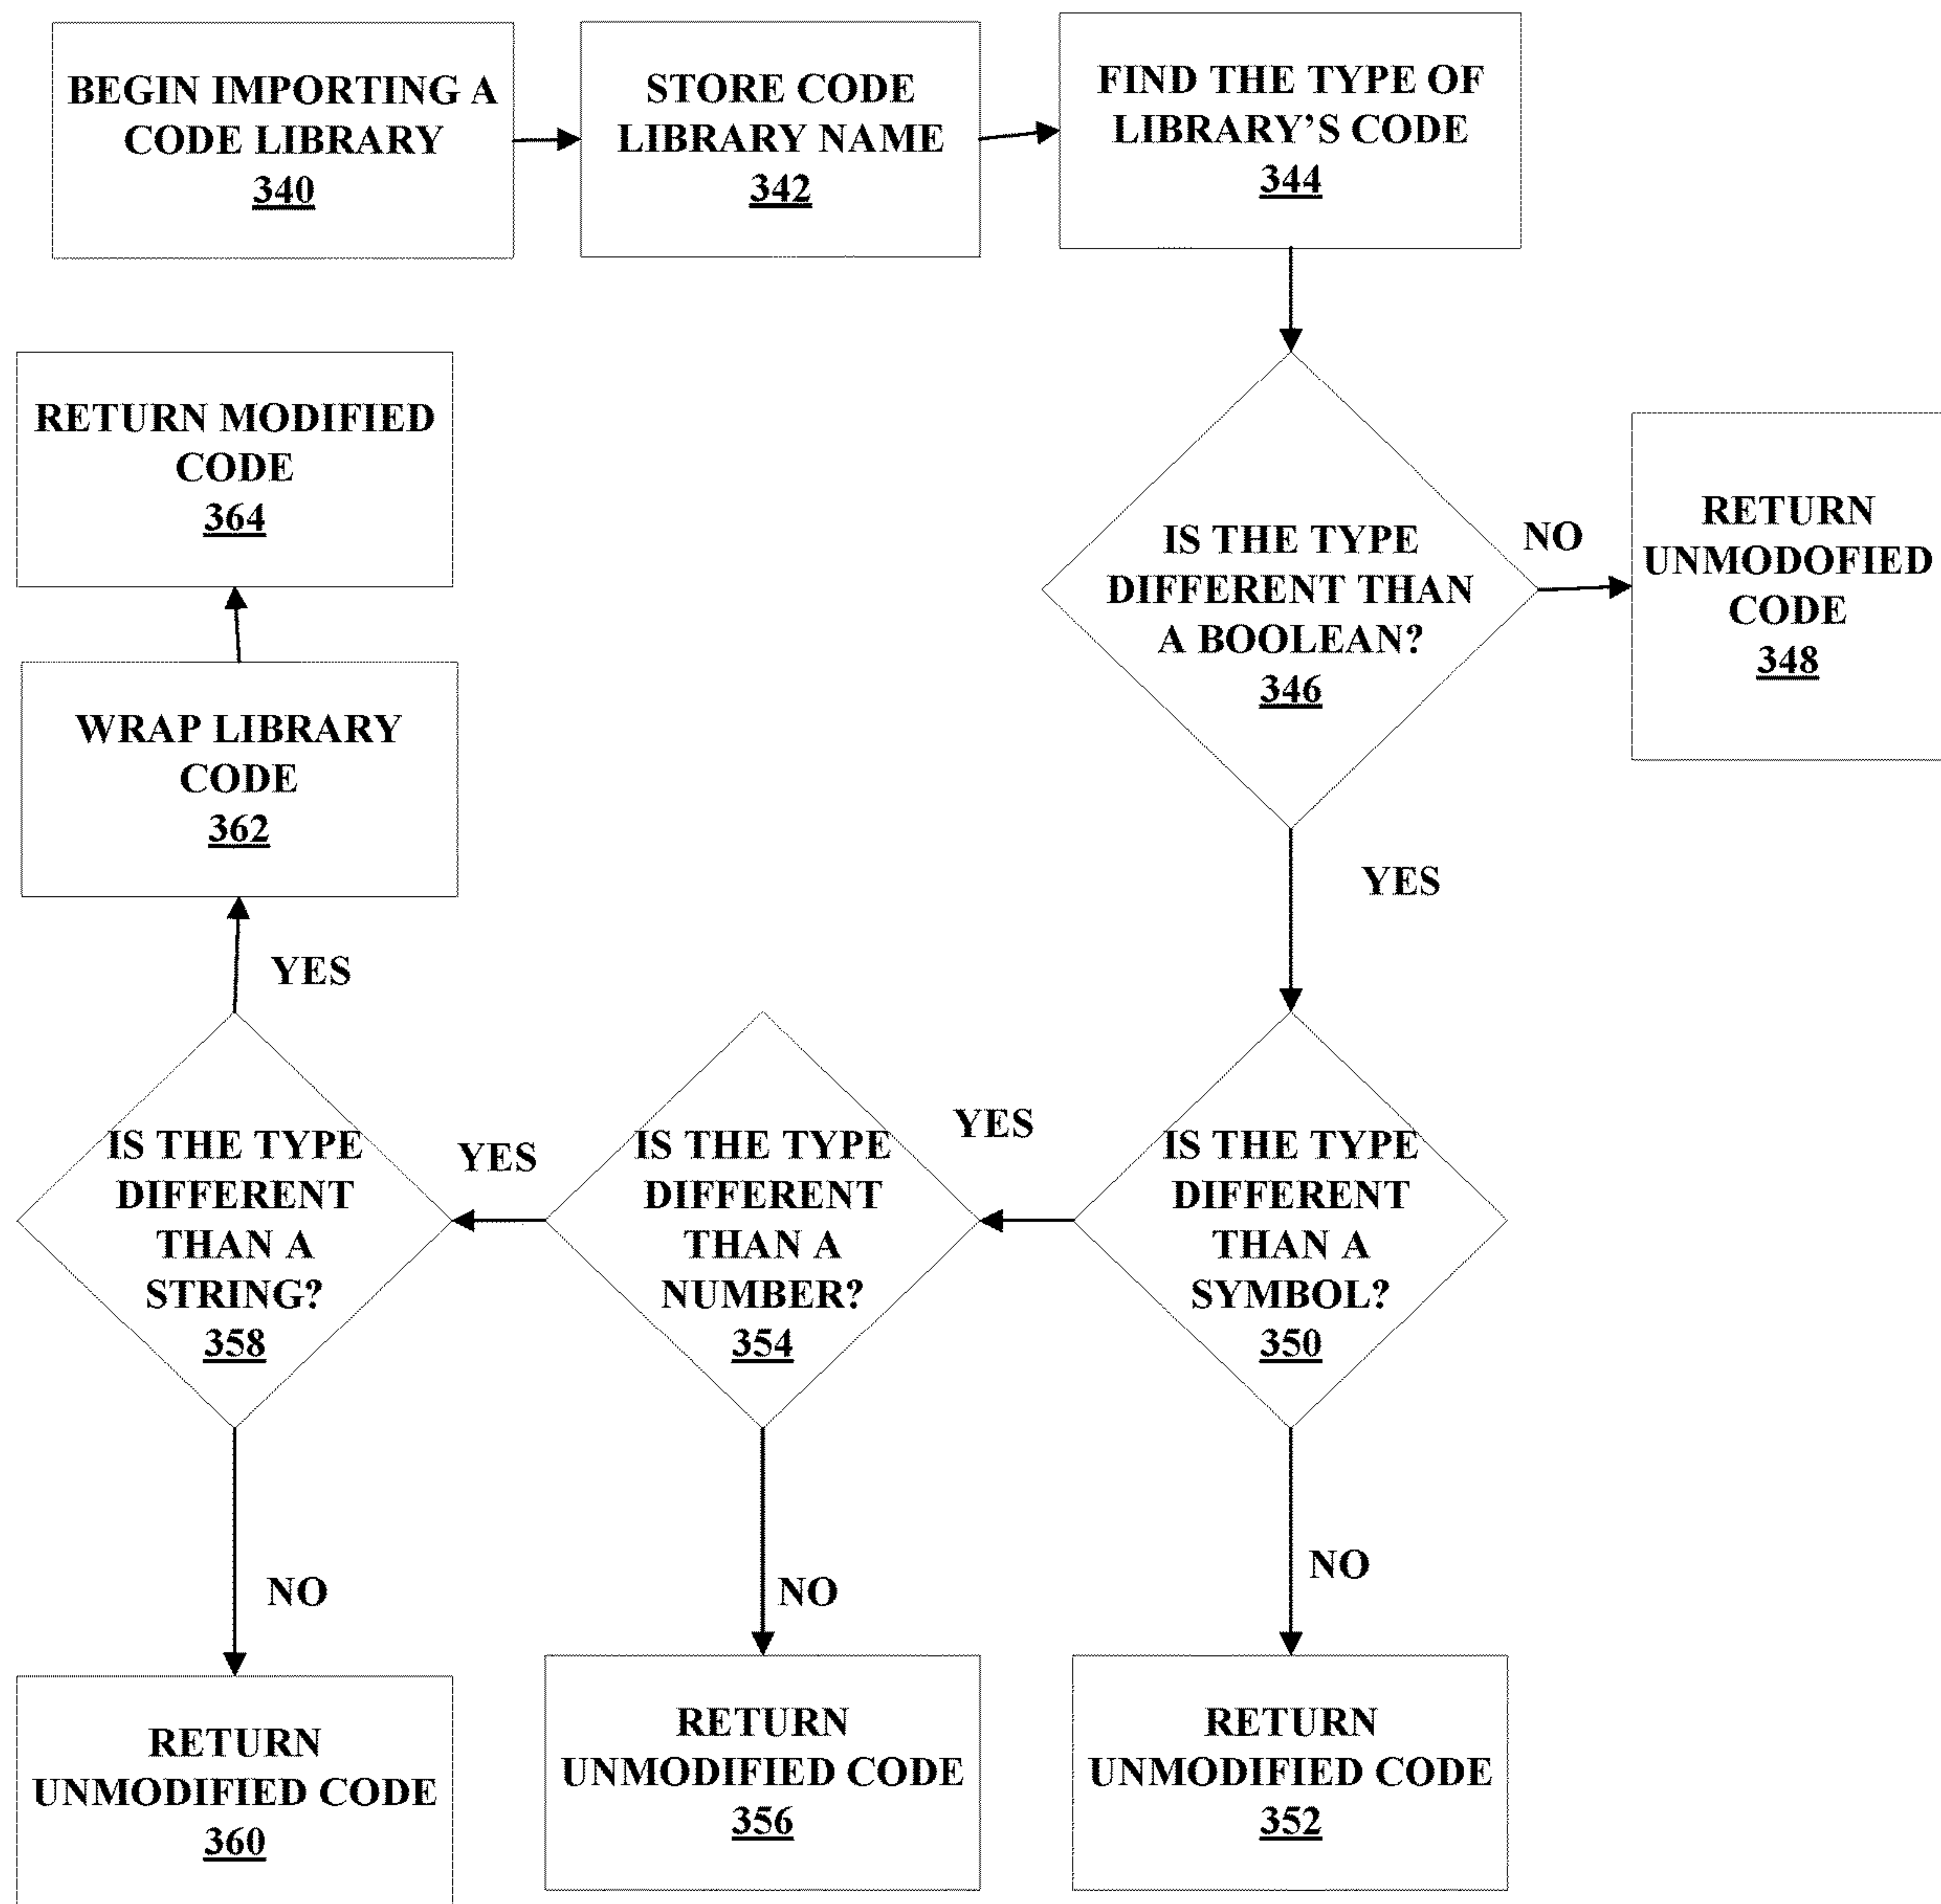 BEGIN IMPORTING A
CODE LIBRARY
340
STORE CODE
LIBRARY NAME
342
FIND THE TYPE OF
LIBRARY’S CODE
344
IS THE TYPE
DIFFERENT THAN
A BOOLEAN?
346
NO
RETURN
UNMODOFIED
CODE
348
YES
IS THE TYPE
DIFFERENT
THAN A
SYMBOL?
350
NO
RETURN
UNMODIFIED CODE
352
YES
IS THE TYPE
DIFFERENT
THAN A
NUMBER?
354
NO
RETURN
UNMODIFIED CODE
356
YES
IS THE TYPE
DIFFERENT
THAN A
STRING?
358
NO
RETURN
UNMODIFIED CODE
360
YES
WRAP LIBRARY
CODE
362
RETURN MODIFIED
CODE
364